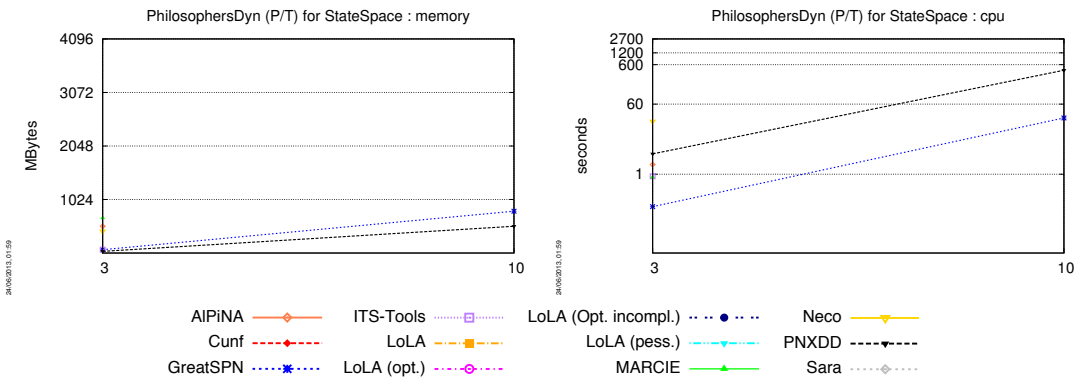 PhilosophersDyn (P/T) for StateSpace : memory
4096
3072
2048
1024
MBytes
3
10
24/06/2013, 01:59
PhilosophersDyn (P/T) for StateSpace : cpu
2700
1200
600
60
1
seconds
3
10
24/06/2013, 01:59
AlPiNA
Cunf
GreatSPN
ITS-Tools
LoLA
LoLA (opt.)
LoLA (Opt. incompl.)
LoLA (pess.)
MARCIE
Neco
PNXDD
Sara